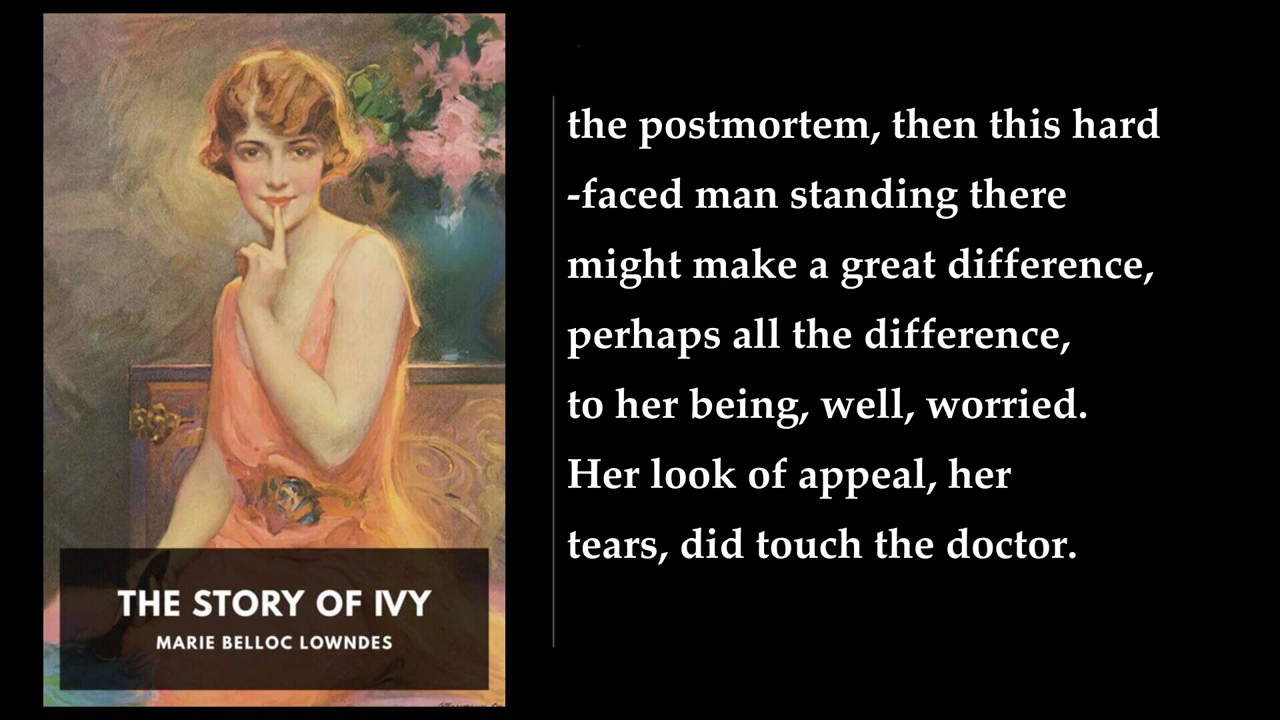 THE STORY OF IVY
MARIE BELLOC LOWNDES
the postmortem, then this hard
-faced man standing there
might make a great difference,
perhaps all the difference,
to her being, well, worried.
Her look of appeal, her
tears, did touch the doctor.